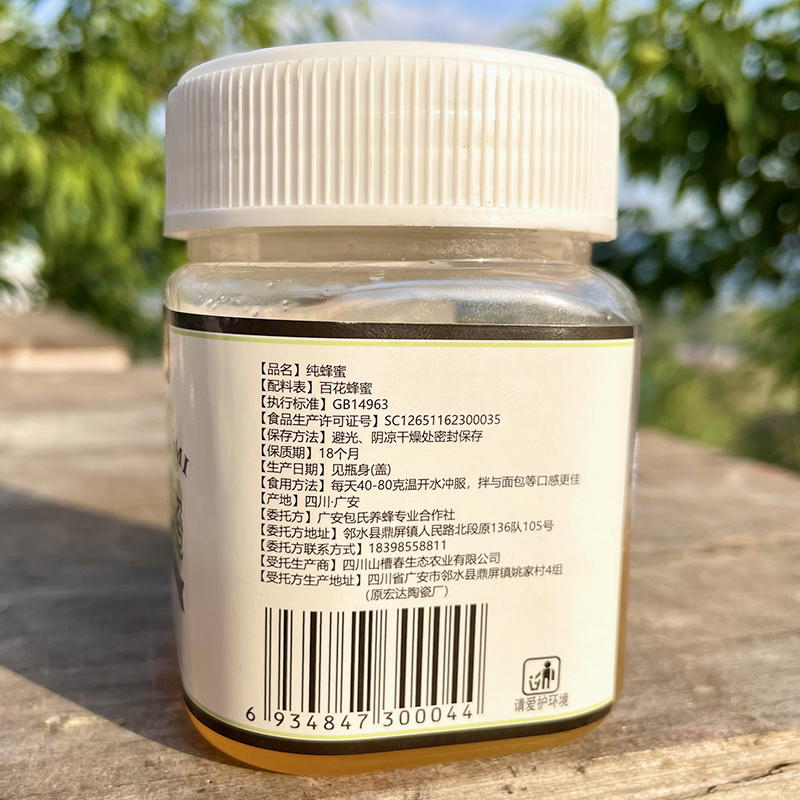 【品名】纯蜂蜜
【配料表】百花蜂蜜
【执行标准】GB14963
【食品生产许可证号】SC12651162300035
【保存方法】避光、阴凉干燥处密封保存
【保质期】18个月
【生产日期】见瓶身(盖)
【食用方法】每天40-80克温开水冲服，拌与面包等口感更佳
【产地】四川·广安
【委托方】广安包氏养蜂专业合作社
【委托方地址】邻水县鼎屏镇人民路北段原136队105号
【委托方联系方式】18398558811
【受托生产商】四川山槽春生态农业有限公司
【受托方生产地址】四川省广安市邻水县鼎屏镇姚家村4组
(原宏达陶瓷厂)
6 934847 300044
请爱护环境